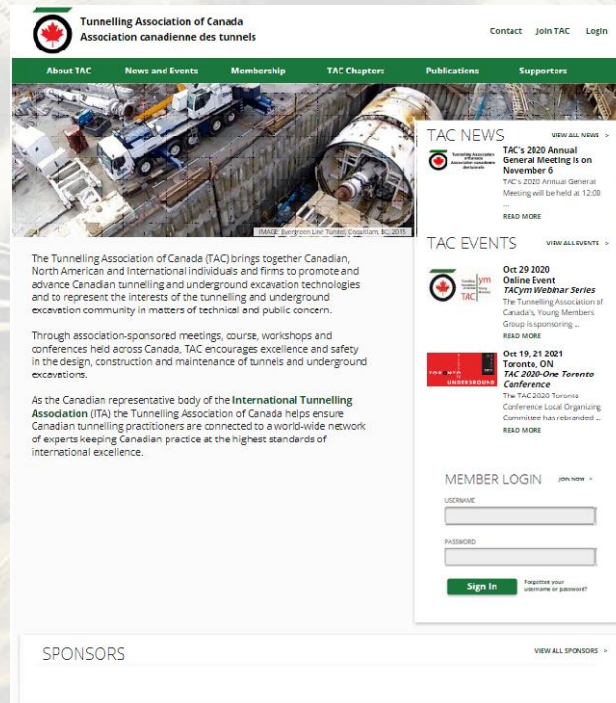 Tunnelling Association of Canada
Association canadienne des tunnels
Contact Join TAC Login
About TAC News and Events Membership TAC Chapters Publications Supporters
IMAGE: Evergreen Line Tunnel, Coquitlam, BC, 2015
TAC NEWS VIEW ALL NEWS >
Tunnelling Association
of Canada
Association canadienne
des tunnels
TAC's 2020 Annual
General Meeting is on
November 6
TAC's 2020 Annual General
Meeting will be held at 12:00
...
READ MORE
TAC EVENTS VIEW ALL EVENTS >
ym
TAC
Oct 29 2020
Online Event
TACym Webinar Series
The Tunnelling Association of
Canada's, Young Members
Group is sponsoring ...
READ MORE
TORONTO
UNDERGROUND
Oct 19, 21 2021
Toronto, ON
TAC 2020-One Toronto
Conference
The TAC 2020 Toronto
Conference Local Organizing
Committee has rebranded ...
READ MORE
The Tunnelling Association of Canada (TAC) brings together Canadian,
North American and International individuals and firms to promote and
advance Canadian tunnelling and underground excavation technologies
and to represent the interests of the tunnelling and underground
excavation community in matters of technical and public concern.
Through association-sponsored meetings, course, workshops and
conferences held across Canada, TAC encourages excellence and safety
in the design, construction and maintenance of tunnels and underground
excavations.
As the Canadian representative body of the International Tunnelling
Association (ITA) the Tunnelling Association of Canada helps ensure
Canadian tunnelling practitioners are connected to a world-wide network
of experts keeping Canadian practice at the highest standards of
international excellence.
MEMBER LOGIN JOIN NOW >
USERNAME
PASSWORD
Sign In
Forgotten your
username or password?
SPONSORS VIEW ALL SPONSORS >